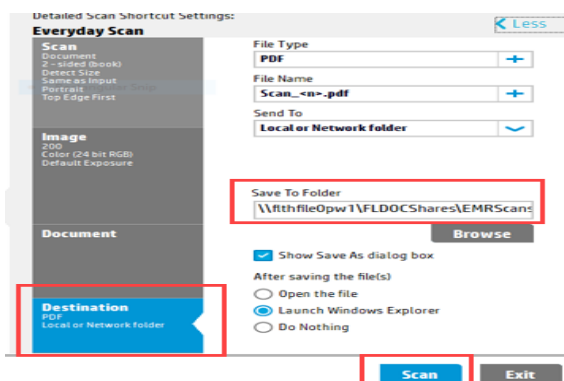 Detailed Scan Shortcut Settings:
Less
Everyday Scan
Scan
Document
2 - sided (book)
Detect Size
Same as Input
Portrait
Top Edge First
Image
200
Color (24 bit RGB)
Default Exposure
Document
Destination
PDF
Local or Network folder
File Type
PDF
File Name
Scan_<n>.pdf
Send To
Local or Network folder
Save To Folder
\\flthfile0pw1\FLDOCShares\EMRScans
Browse
Show Save As dialog box
After saving the file(s)
Open the file
Launch Windows Explorer
Do Nothing
Scan
Exit